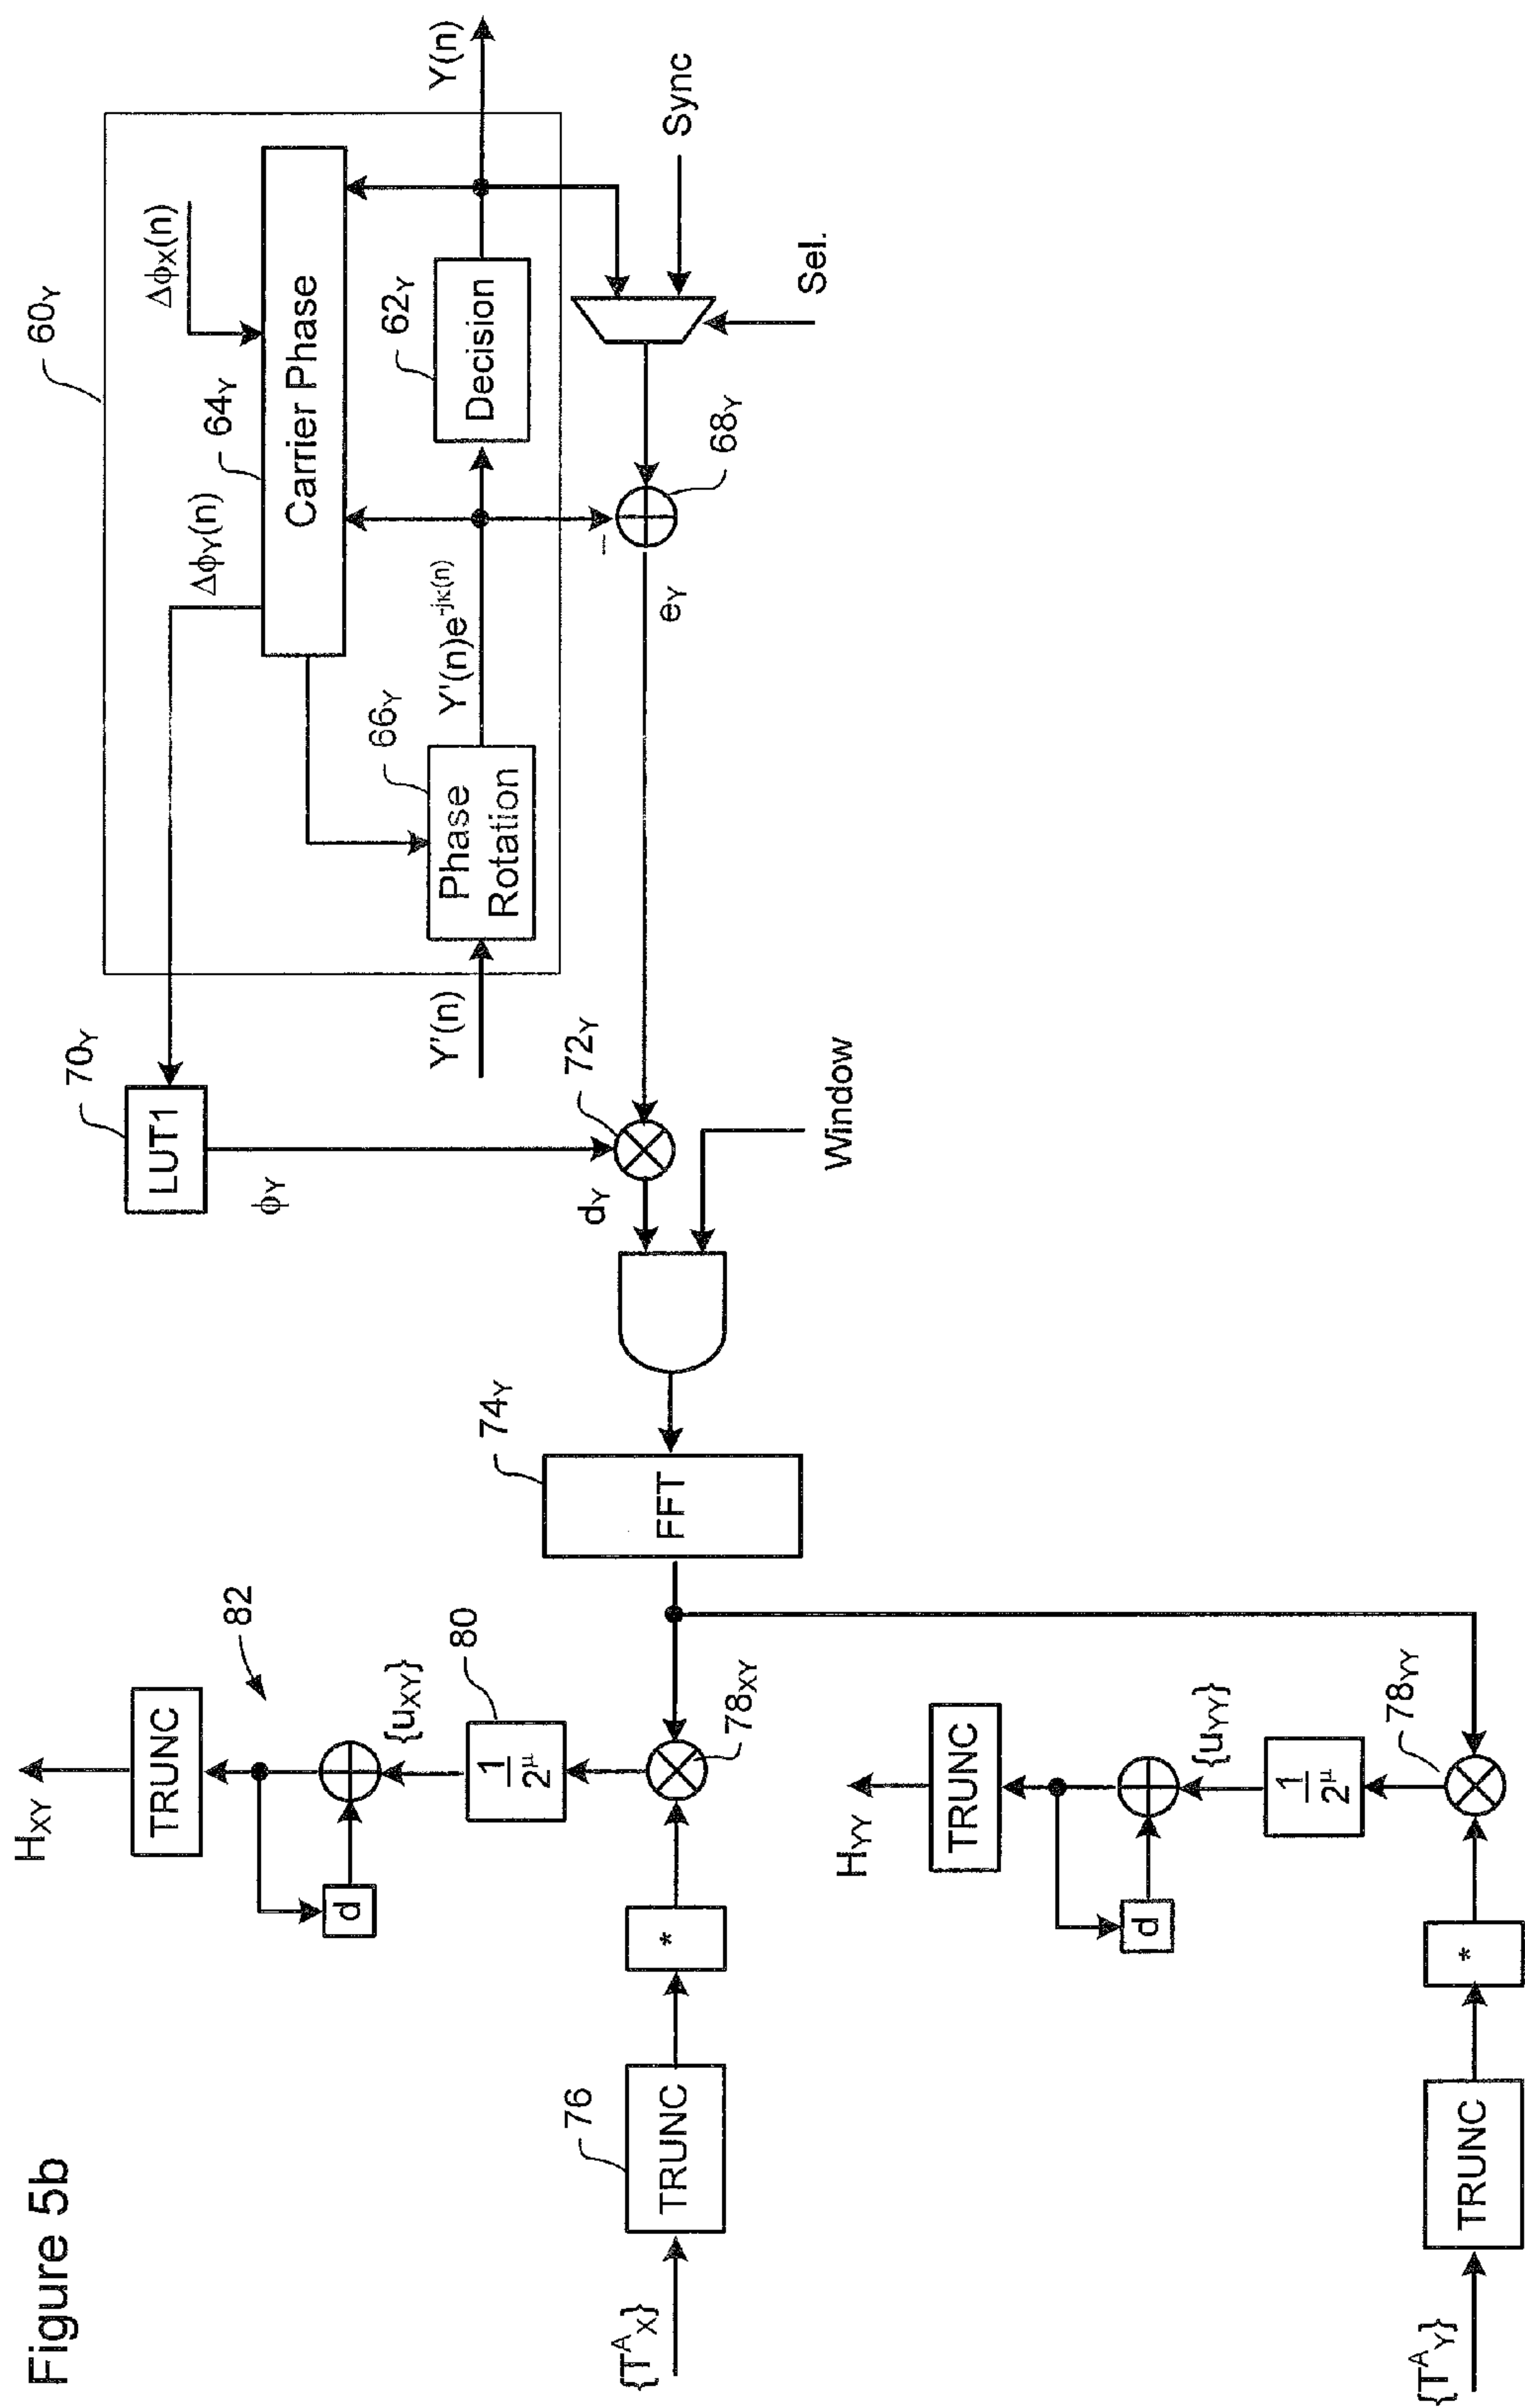 Figure 5b
60Y
64Y
ΔϕY(n)
ΔϕX(n)
Carrier Phase
70Y
LUT1
ϕY
66Y
Phase
Rotation
Y'(n)
Y'(n)e-jκ(n)
62Y
Decision
Y(n)
Sync
Sel.
68Y
–
eY
72Y
dY
Window
74Y
FFT
HXY
TRUNC
82
d
{uXY}
80
1
2μ
78XY
*
76
TRUNC
{TAX}
HYY
TRUNC
d
{uYY}
1
2μ
78YY
*
TRUNC
{TAY}